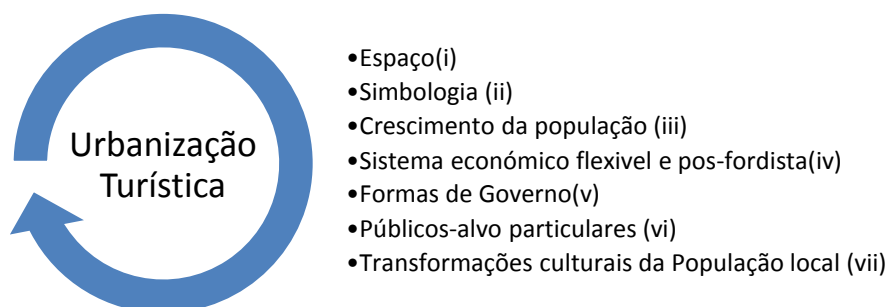 Urbanização
Turística
•Espaço(i)
•Simbologia (ii)
•Crescimento da população (iii)
•Sistema económico flexivel e pos-fordista(iv)
•Formas de Governo(v)
•Públicos-alvo particulares (vi)
•Transformações culturais da População local (vii)